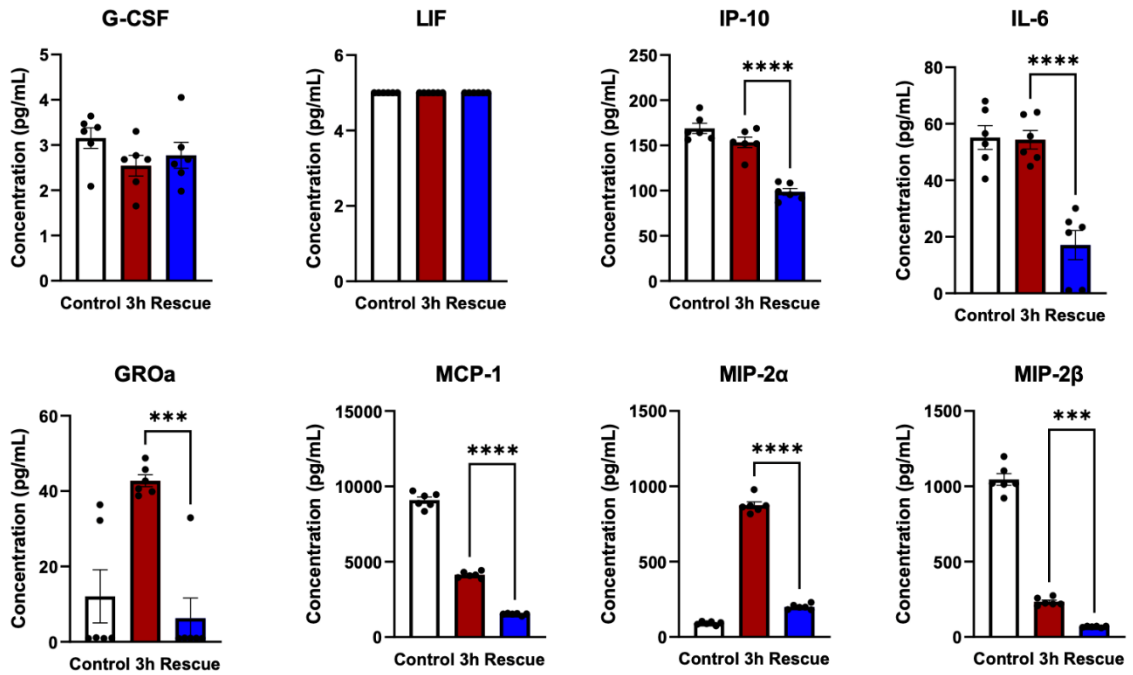 G-CSF
Concentration (pg/mL)
5
4
3
2
1
0
Control 3h Rescue
LIF
Concentration (pg/mL)
6
4
2
0
Control 3h Rescue
IP-10
Concentration (pg/mL)
250
200
150
100
50
0
****
Control 3h Rescue
IL-6
Concentration (pg/mL)
80
60
40
20
0
****
Control 3h Rescue
GROa
Concentration (pg/mL)
60
40
20
0
***
Control 3h Rescue
MCP-1
Concentration (pg/mL)
15000
10000
5000
0
****
Control 3h Rescue
MIP-2α
Concentration (pg/mL)
1500
1000
500
0
****
Control 3h Rescue
MIP-2β
Concentration (pg/mL)
1500
1000
500
0
***
Control 3h Rescue